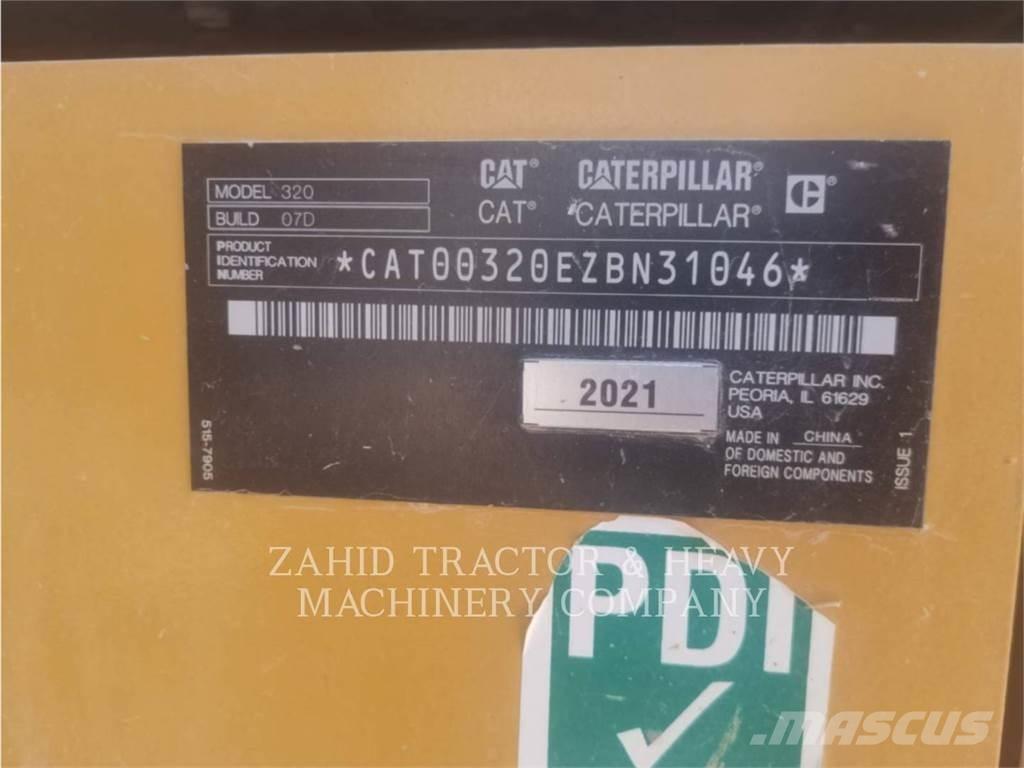 CAT® CATERPILLAR®
CAT® CATERPILLAR®
MODEL 320
BUILD 07D
PRODUCT
IDENTIFICATION
NUMBER
*CAT00320EZBN31046*
2021
CATERPILLAR INC.
PEORIA, IL 61629
USA
MADE IN CHINA
OF DOMESTIC AND
FOREIGN COMPONENTS
515-7905
ISSUE 1
ZAHID TRACTOR & HEAVY
MACHINERY COMPANY
PDI
MASCUS